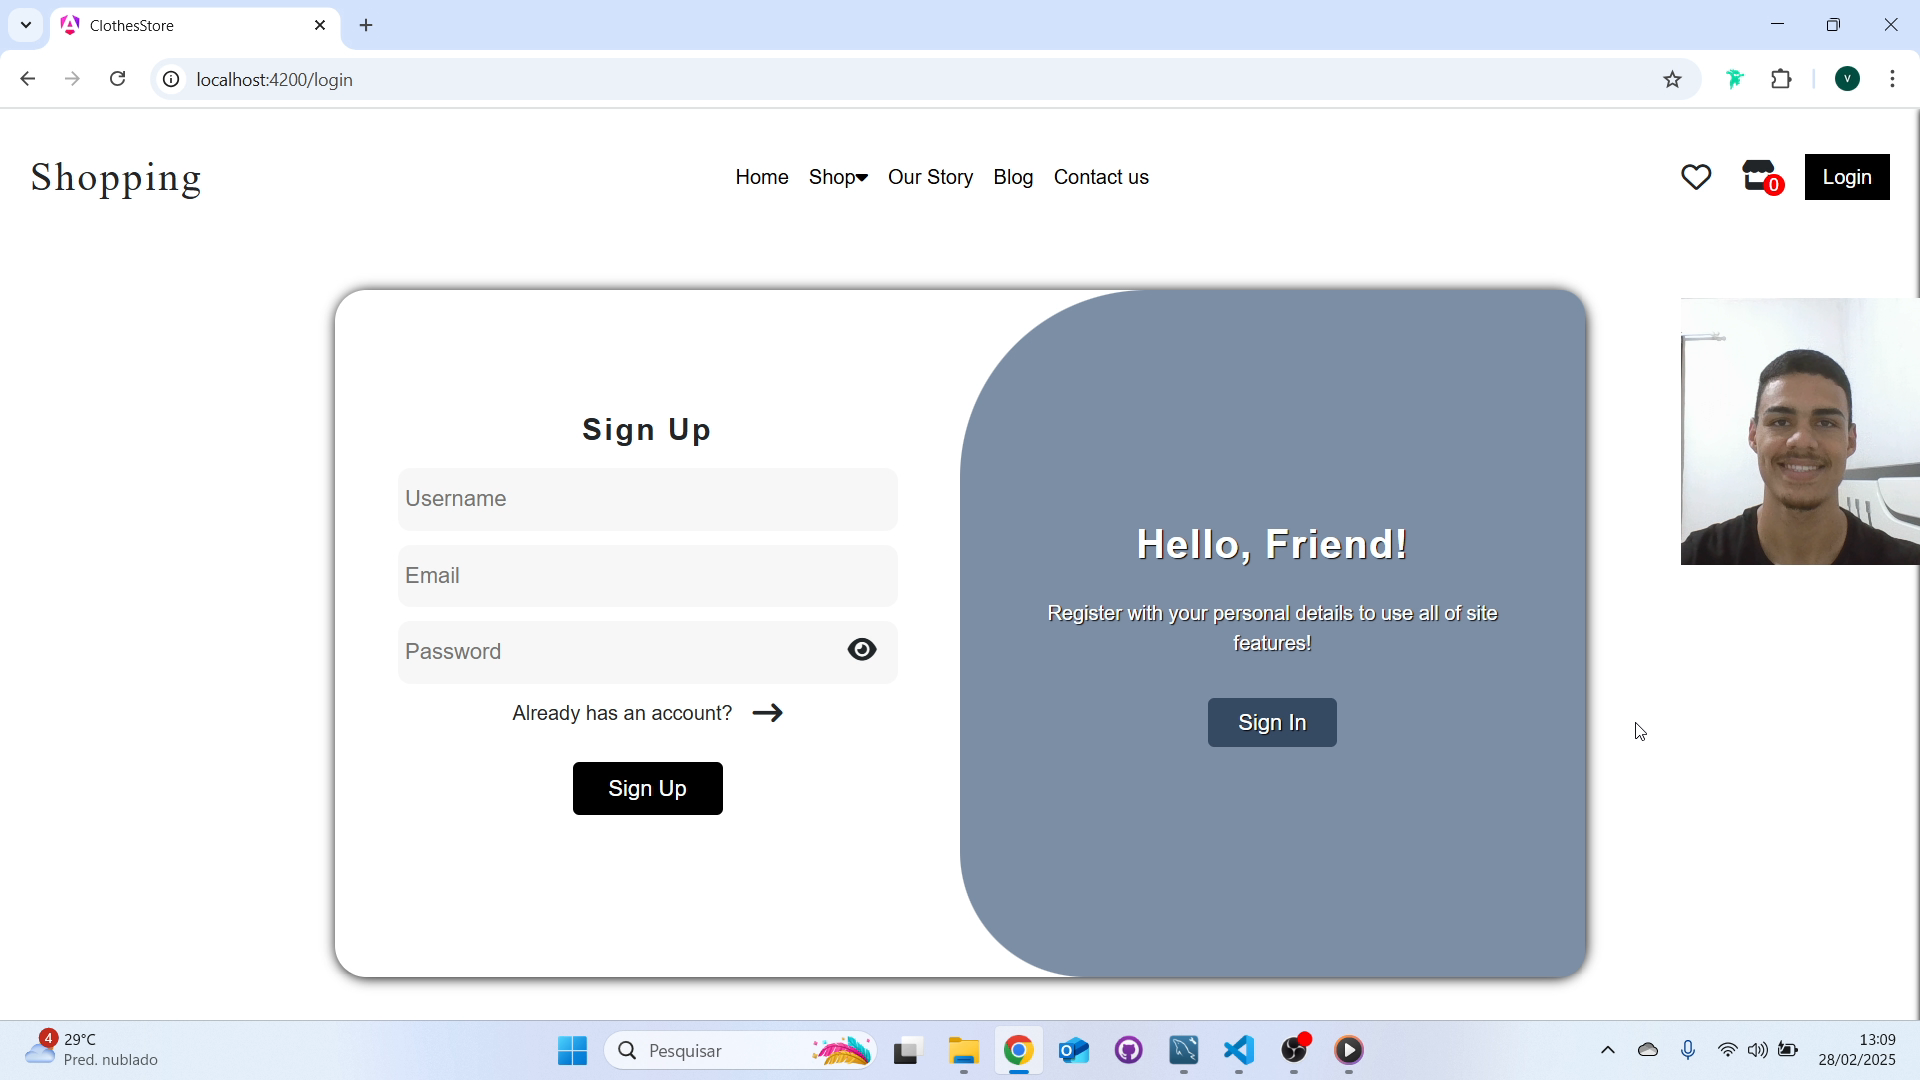 ClothesStore
localhost:4200/login
V
Shopping
Home Shop Our Story Blog Contact us
0
Login
Sign Up
Username
Email
Password
Already has an account?
Sign Up
Hello, Friend!
Register with your personal details to use all of site
features!
Sign In
4
29°C
Pred. nublado
Pesquisar
13:09
28/02/2025